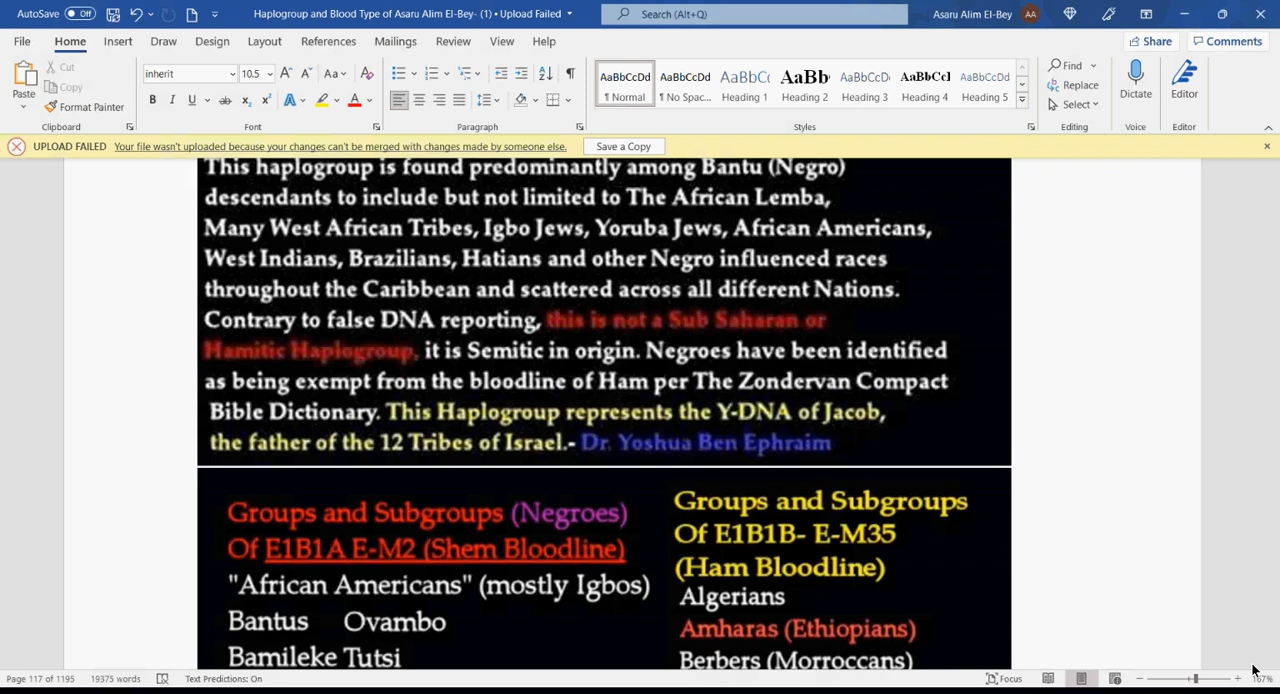 AutoSave Off Haplogroup and Blood Type of Asaru Alim El-Bey- (1) • Upload Failed Search (Alt+Q) Asaru Alim El-Bey AA
File Home Insert Draw Design Layout References Mailings Review View Help Share Comments
Paste Cut Copy Format Painter
inherit 10.5 Aa
AaBbCcDd AaBbCcDd AaBbCc AaBb AaBbCcDd AaBbCcl AaBbCcDd
¶ Normal ¶ No Spac... Heading 1 Heading 2 Heading 3 Heading 4 Heading 5
Find Replace Select Dictate Editor
Clipboard Font Paragraph Styles Editing Voice Editor
UPLOAD FAILED Your file wasn't uploaded because your changes can't be merged with changes made by someone else. Save a Copy
This haplogroup is found predominantly among Bantu (Negro)
descendants to include but not limited to The African Lemba,
Many West African Tribes, Igbo Jews, Yoruba Jews, African Americans,
West Indians, Brazilians, Hatians and other Negro influenced races
throughout the Caribbean and scattered across all different Nations.
Contrary to false DNA reporting, this is not a Sub Saharan or
Hamitic Haplogroup, it is Semitic in origin. Negroes have been identified
as being exempt from the bloodline of Ham per The Zondervan Compact
Bible Dictionary. This Haplogroup represents the Y-DNA of Jacob,
the father of the 12 Tribes of Israel.- Dr. Yoshua Ben Ephraim
Groups and Subgroups (Negroes)
Of E1B1A E-M2 (Shem Bloodline)
"African Americans" (mostly Igbos)
Bantus Ovambo
Bamileke Tutsi
Groups and Subgroups
Of E1B1B- E-M35
(Ham Bloodline)
Algerians
Amharas (Ethiopians)
Berbers (Morroccans)
Page 117 of 1195 19375 words Text Predictions: On Focus 167%